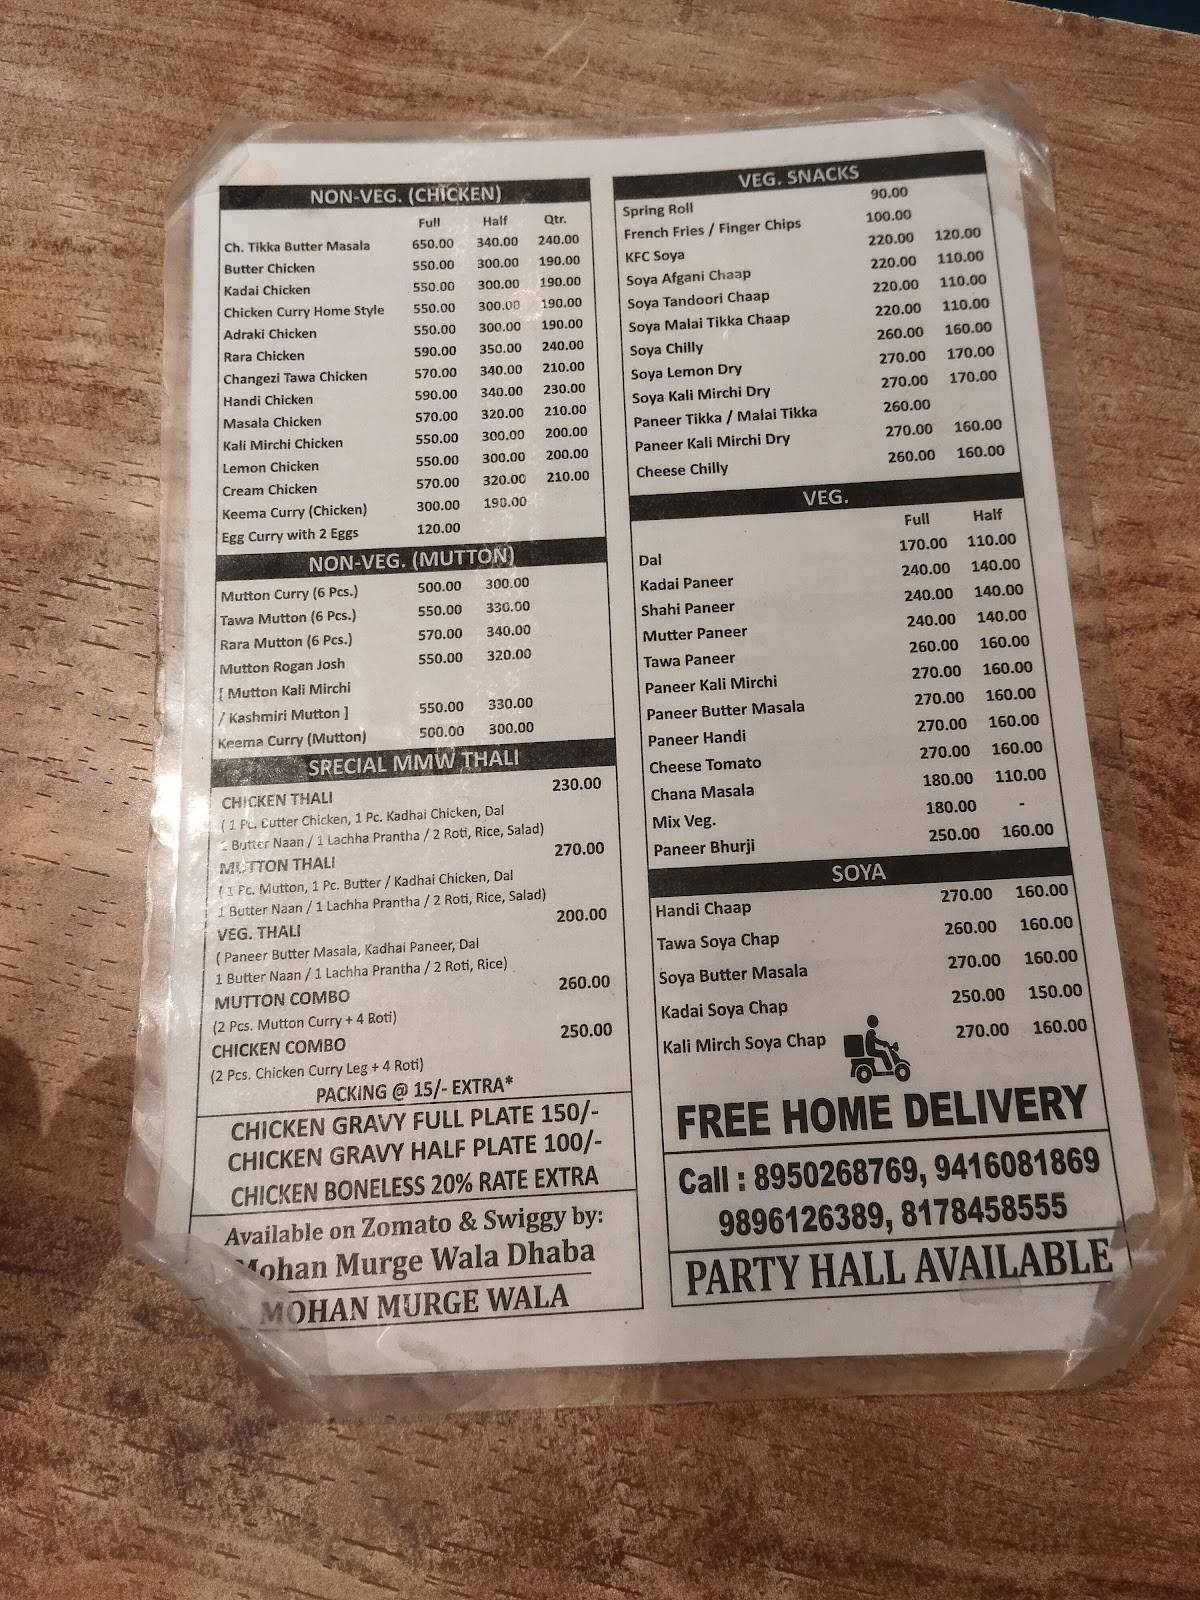 NON-VEG. (CHICKEN)
Full Half Qtr.
Ch. Tikka Butter Masala 650.00 340.00 240.00
Butter Chicken 550.00 300.00 190.00
Kadai Chicken 550.00 300.00 190.00
Chicken Curry Home Style 550.00 300.00 190.00
Adraki Chicken 550.00 300.00 190.00
Rara Chicken 590.00 350.00 240.00
Changezi Tawa Chicken 570.00 340.00 210.00
Handi Chicken 590.00 340.00 230.00
Masala Chicken 570.00 320.00 210.00
Kali Mirchi Chicken 550.00 300.00 200.00
Lemon Chicken 550.00 300.00 200.00
Cream Chicken 570.00 320.00 210.00
Keema Curry (Chicken) 300.00 190.00
Egg Curry with 2 Eggs 120.00
NON-VEG. (MUTTON)
Mutton Curry (6 Pcs.) 500.00 300.00
Tawa Mutton (6 Pcs.) 550.00 330.00
Rara Mutton (6 Pcs.) 570.00 340.00
Mutton Rogan Josh 550.00 320.00
[ Mutton Kali Mirchi
/ Kashmiri Mutton ] 550.00 330.00
Keema Curry (Mutton) 500.00 300.00
SRECIAL MMW THALI
CHICKEN THALI 230.00
( 1 Pc. Butter Chicken, 1 Pc. Kadhai Chicken, Dal
1 Butter Naan / 1 Lachha Prantha / 2 Roti, Rice, Salad)
MUTTON THALI 270.00
( 1 Pc. Mutton, 1 Pc. Butter / Kadhai Chicken, Dal
1 Butter Naan / 1 Lachha Prantha / 2 Roti, Rice, Salad)
VEG. THALI 200.00
( Paneer Butter Masala, Kadhai Paneer, Dal
1 Butter Naan / 1 Lachha Prantha / 2 Roti, Rice)
MUTTON COMBO 260.00
(2 Pcs. Mutton Curry + 4 Roti)
CHICKEN COMBO 250.00
(2 Pcs. Chicken Curry Leg + 4 Roti)
PACKING @ 15/- EXTRA*
CHICKEN GRAVY FULL PLATE 150/-
CHICKEN GRAVY HALF PLATE 100/-
CHICKEN BONELESS 20% RATE EXTRA
Available on Zomato & Swiggy by:
Mohan Murge Wala Dhaba
MOHAN MURGE WALA
VEG. SNACKS
Spring Roll 90.00
French Fries / Finger Chips 100.00
KFC Soya 220.00 120.00
Soya Afgani Chaap 220.00 110.00
Soya Tandoori Chaap 220.00 110.00
Soya Malai Tikka Chaap 220.00 110.00
Soya Chilly 260.00 160.00
Soya Lemon Dry 270.00 170.00
Soya Kali Mirchi Dry 270.00 170.00
Paneer Tikka / Malai Tikka 260.00
Paneer Kali Mirchi Dry 270.00 160.00
Cheese Chilly 260.00 160.00
VEG.
Full Half
Dal 170.00 110.00
Kadai Paneer 240.00 140.00
Shahi Paneer 240.00 140.00
Mutter Paneer 240.00 140.00
Tawa Paneer 260.00 160.00
Paneer Kali Mirchi 270.00 160.00
Paneer Butter Masala 270.00 160.00
Paneer Handi 270.00 160.00
Cheese Tomato 270.00 160.00
Chana Masala 180.00 110.00
Mix Veg. 180.00 -
Paneer Bhurji 250.00 160.00
SOYA
Handi Chaap 270.00 160.00
Tawa Soya Chap 260.00 160.00
Soya Butter Masala 270.00 160.00
Kadai Soya Chap 250.00 150.00
Kali Mirch Soya Chap 270.00 160.00
FREE HOME DELIVERY
Call : 8950268769, 9416081869
9896126389, 8178458555
PARTY HALL AVAILABLE